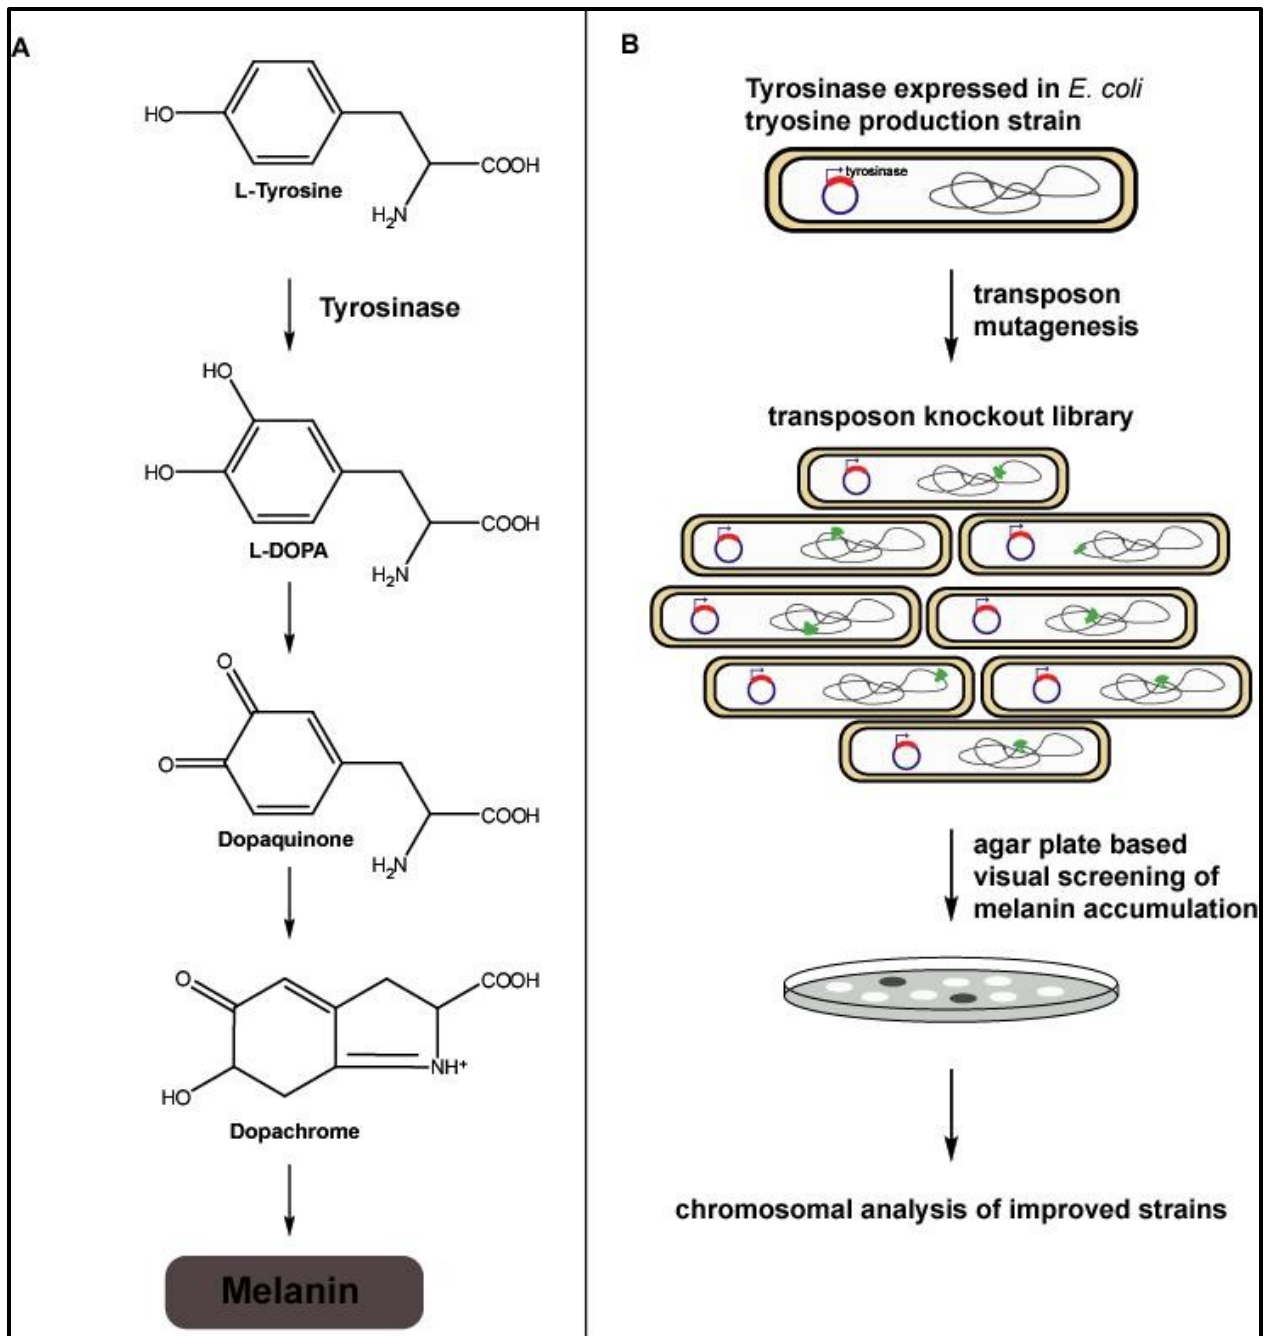 A
HO
COOH
L-Tyrosine
H₂N
Tyrosinase
HO
HO
COOH
L-DOPA
H₂N
O
O
COOH
Dopaquinone
H₂N
O
COOH
NH⁺
HO
Dopachrome
Melanin
B
Tyrosinase expressed in E. coli
tryosine production strain
tyrosinase
transposon
mutagenesis
transposon knockout library
agar plate based
visual screening of
melanin accumulation
chromosomal analysis of improved strains